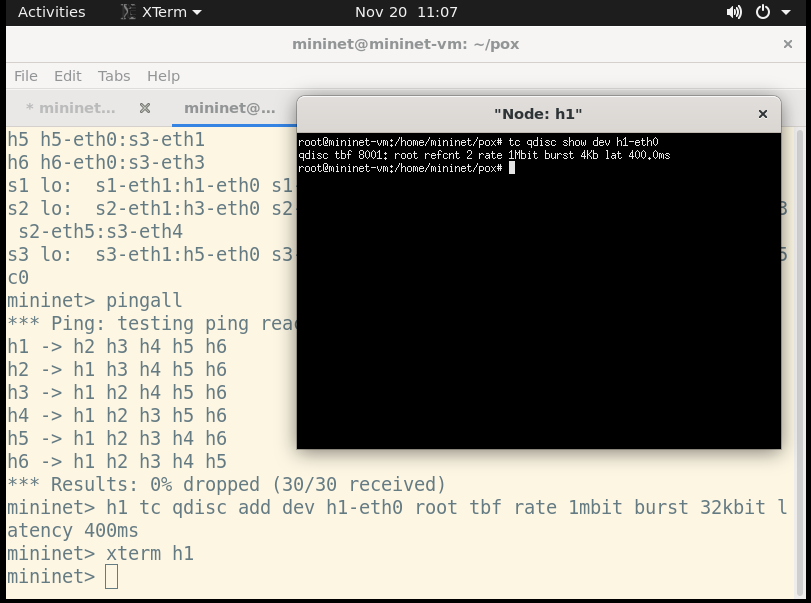 Activities XTerm Nov 20 11:07
mininet@mininet-vm: ~/pox
File Edit Tabs Help
* mininet... mininet@...
"Node: h1"
root@mininet-vm:/home/mininet/pox# tc qdisc show dev h1-eth0
qdisc tbf 8001: root refcnt 2 rate 1Mbit burst 4Kb lat 400.0ms
root@mininet-vm:/home/mininet/pox#
h5 h5-eth0:s3-eth1
h6 h6-eth0:s3-eth3
s1 lo:  s1-eth1:h1-eth0 s1-
s2 lo:  s2-eth1:h3-eth0 s2-
s2-eth5:s3-eth4
s3 lo:  s3-eth1:h5-eth0 s3-
c0
mininet> pingall
*** Ping: testing ping
h1 -> h2 h3 h4 h5 h6
h2 -> h1 h3 h4 h5 h6
h3 -> h1 h2 h4 h5 h6
h4 -> h1 h2 h3 h5 h6
h5 -> h1 h2 h3 h4 h6
h6 -> h1 h2 h3 h4 h5
*** Results: 0% dropped (30/30 received)
mininet> h1 tc qdisc add dev h1-eth0 root tbf rate 1mbit burst 32kbit l
atency 400ms
mininet> xterm h1
mininet>